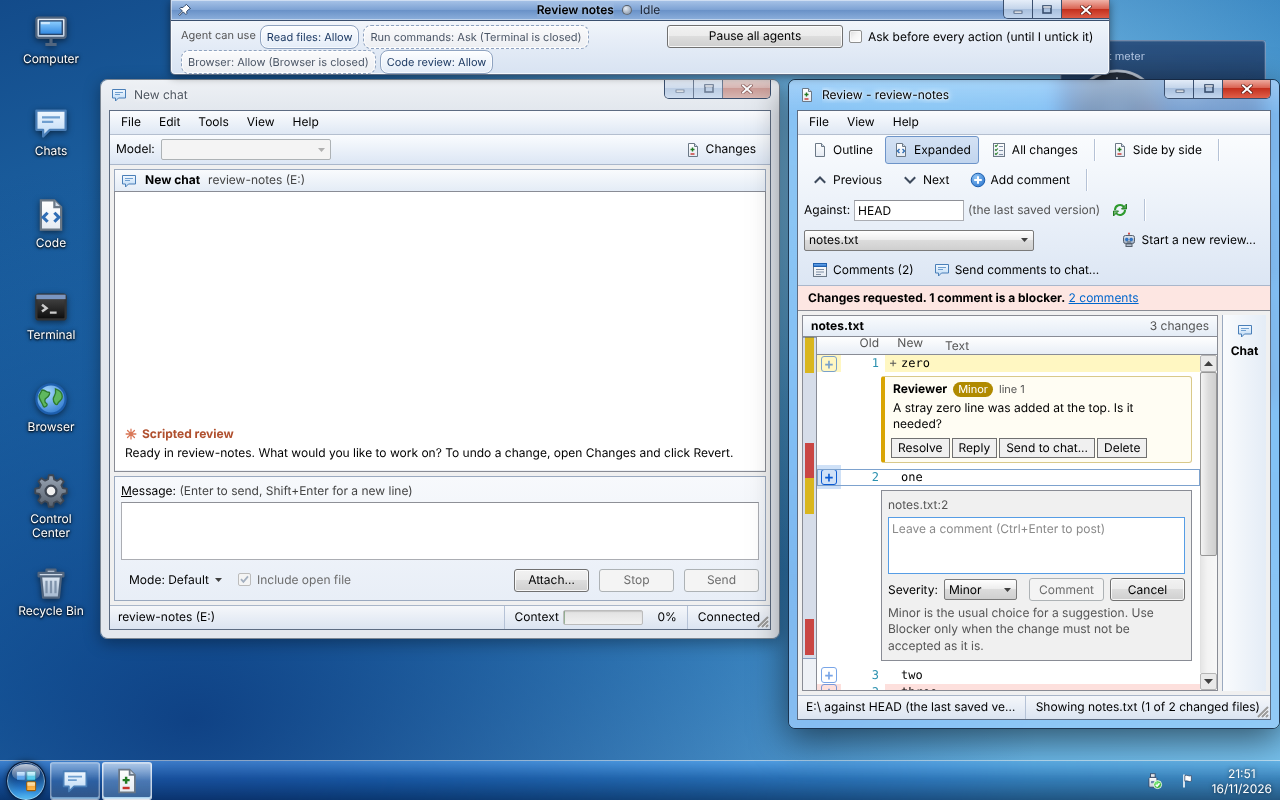 Computer
Chats
Code
Terminal
Browser
Control
Center
Recycle Bin
Review notes
Idle
Agent can use
Read files: Allow
Run commands: Ask (Terminal is closed)
Browser: Allow (Browser is closed)
Code review: Allow
Pause all agents
Ask before every action (until I untick it)
meter
New chat
File Edit Tools View Help
Model:
Changes
New chat review-notes (E:)
Scripted review
Ready in review-notes. What would you like to work on? To undo a change, open Changes and click Revert.
Message: (Enter to send, Shift+Enter for a new line)
Mode: Default
Include open file
Attach...
Stop
Send
review-notes (E:)
Context
0%
Connected
Review - review-notes
File View Help
Outline
Expanded
All changes
Side by side
Previous
Next
Add comment
Against: HEAD (the last saved version)
notes.txt
Start a new review...
Comments (2)
Send comments to chat...
Changes requested. 1 comment is a blocker. 2 comments
notes.txt
3 changes
Old New Text
1 + zero
Reviewer Minor line 1
A stray zero line was added at the top. Is it
needed?
Resolve
Reply
Send to chat...
Delete
2 one
notes.txt:2
Leave a comment (Ctrl+Enter to post)
Severity: Minor
Comment
Cancel
Minor is the usual choice for a suggestion. Use
Blocker only when the change must not be
accepted as it is.
3 two
Chat
E:\ against HEAD (the last saved ve...
Showing notes.txt (1 of 2 changed files)
21:51
16/11/2026